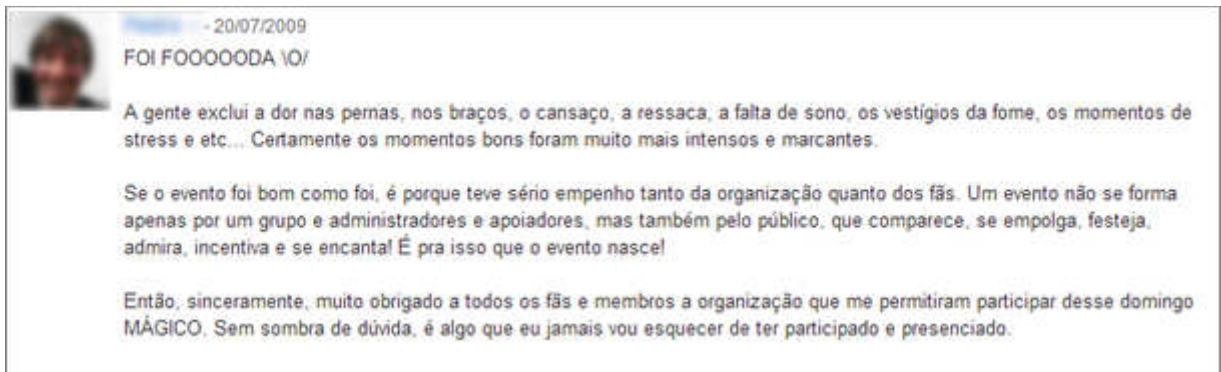 - 20/07/2009
FOI FOOOOODA \O/
A gente exclui a dor nas pernas, nos braços, o cansaço, a ressaca, a falta de sono, os vestígios da fome, os momentos de
stress e etc... Certamente os momentos bons foram muito mais intensos e marcantes.
Se o evento foi bom como foi, é porque teve sério empenho tanto da organização quanto dos fãs. Um evento não se forma
apenas por um grupo e administradores e apoiadores, mas também pelo público, que comparece, se empolga, festeja,
admira, incentiva e se encanta! É pra isso que o evento nasce!
Então, sinceramente, muito obrigado a todos os fãs e membros a organização que me permitiram participar desse domingo
MÁGICO. Sem sombra de dúvida, é algo que eu jamais vou esquecer de ter participado e presenciado.